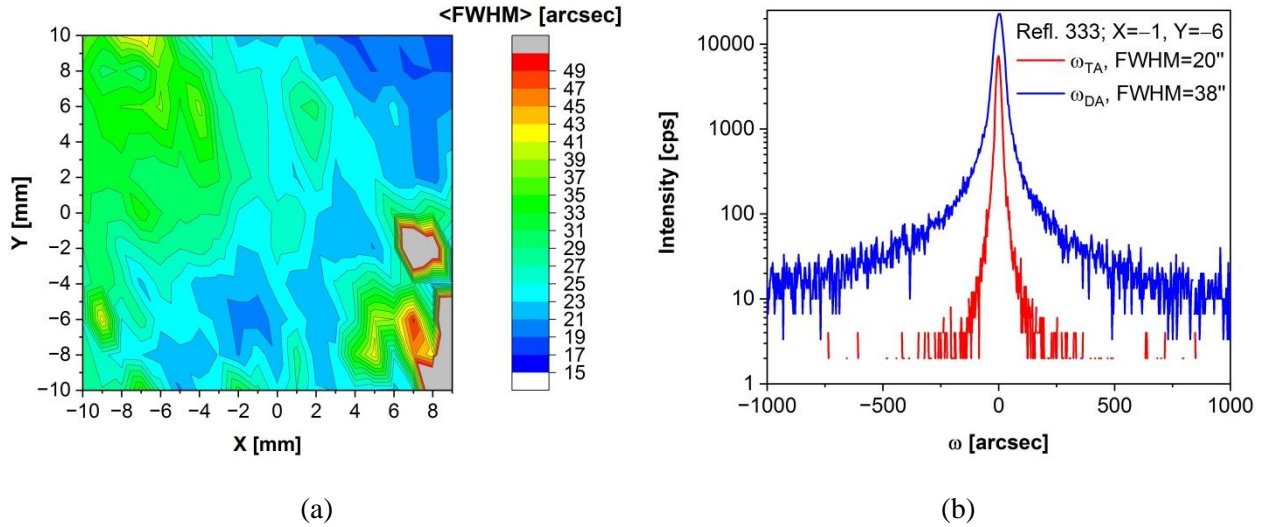 <FWHM> [arcsec]
10
8
6
4
2
0
−2
−4
−6
−8
−10
Y [mm]
−10 −8 −6 −4 −2 0 2 4 6 8
X [mm]
49
45
43
39
37
33
31
29
27
25
23
21
19
17
15
(a)
10000
1000
100
10
1
Intensity [cps]
Refl. 333; X=−1, Y=−6
ωTA, FWHM=20"
ωDA, FWHM=38"
−1000 −500 0 500 1000
ω [arcsec]
(b)